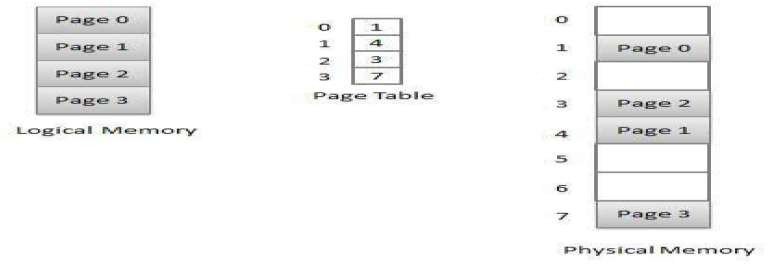 Page 0
Page 1
Page 2
Page 3
Logical Memory
0 1
1 4
2 3
3 7
Page Table
0
1 Page 0
2
3 Page 2
4 Page 1
5
6
7 Page 3
Physical Memory